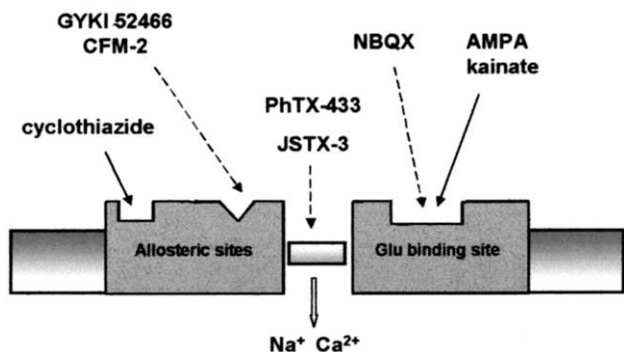 GYKI 52466
CFM-2
NBQX
AMPA
kainate
PhTX-433
JSTX-3
cyclothiazide
Allosteric sites
Glu binding site
Na⁺ Ca²⁺